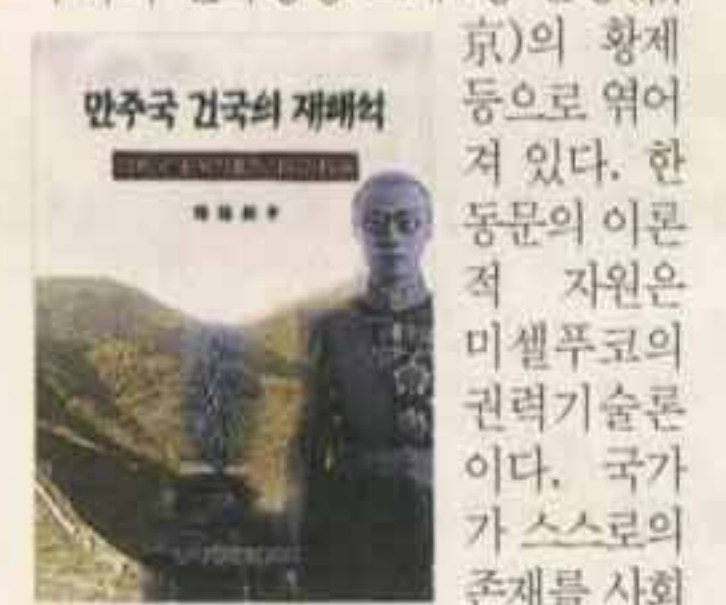 만주국 건국의 재해석
京)의 황제
등으로 엮어
져 있다. 한
동문의 이론
적 자원은
미셸푸코의
권력기술론
이다. 국가
가 스스로의
존재를 사회